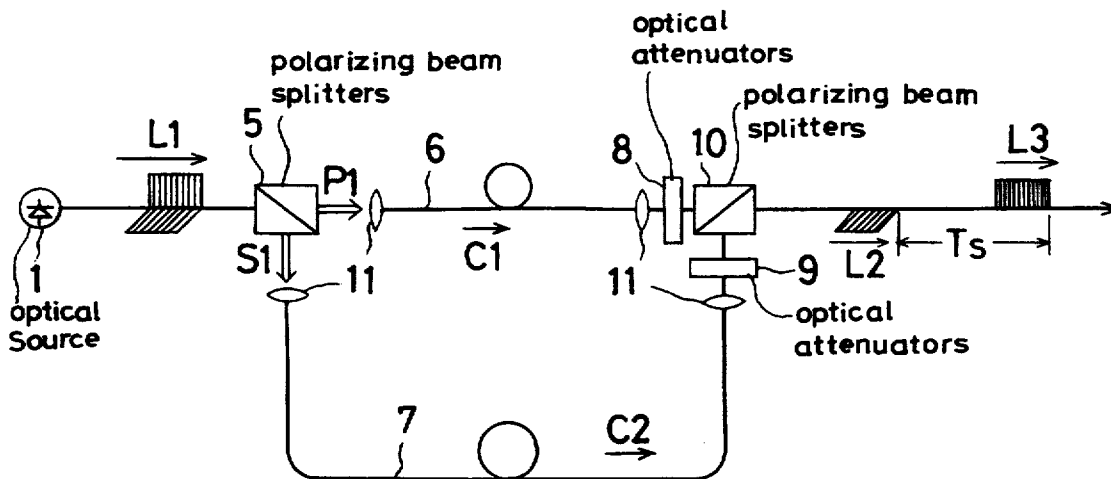 optical
attenuators
polarizing beam
splitters
polarizing beam
splitters
L1
5
P1
6
8
10
L3
S1
11
C1
11
L2
Ts
9
1
optical
Source
optical
attenuators
7
C2